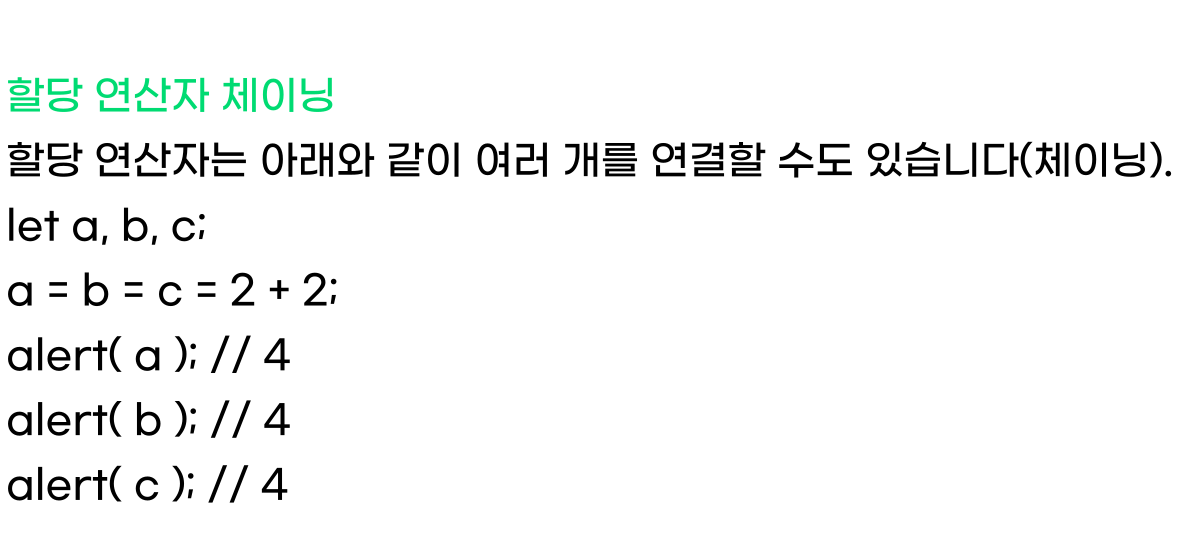 할당 연산자 체이닝
할당 연산자는 아래와 같이 여러 개를 연결할 수도 있습니다(체이닝).
let a, b, c;
a = b = c = 2 + 2;
alert( a ); // 4
alert( b ); // 4
alert( c ); // 4